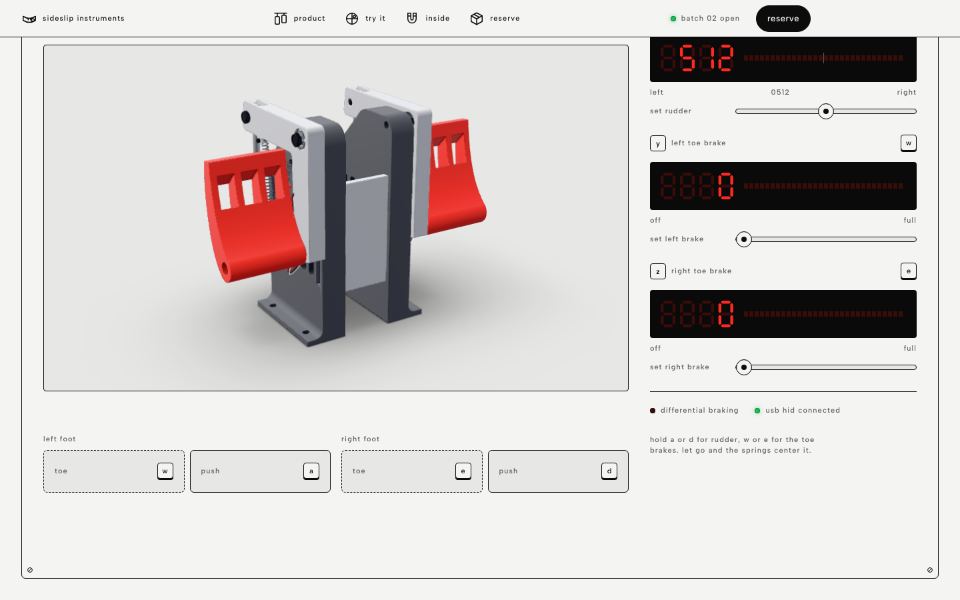 sideslip instruments
product
try it
inside
reserve
batch 02 open
reserve
512
left 0512 right
set rudder
y left toe brake w
0
off full
set left brake
z right toe brake e
0
off full
set right brake
differential braking usb hid connected
hold a or d for rudder, w or e for the toe
brakes. let go and the springs center it.
left foot right foot
toe w push a toe e push d